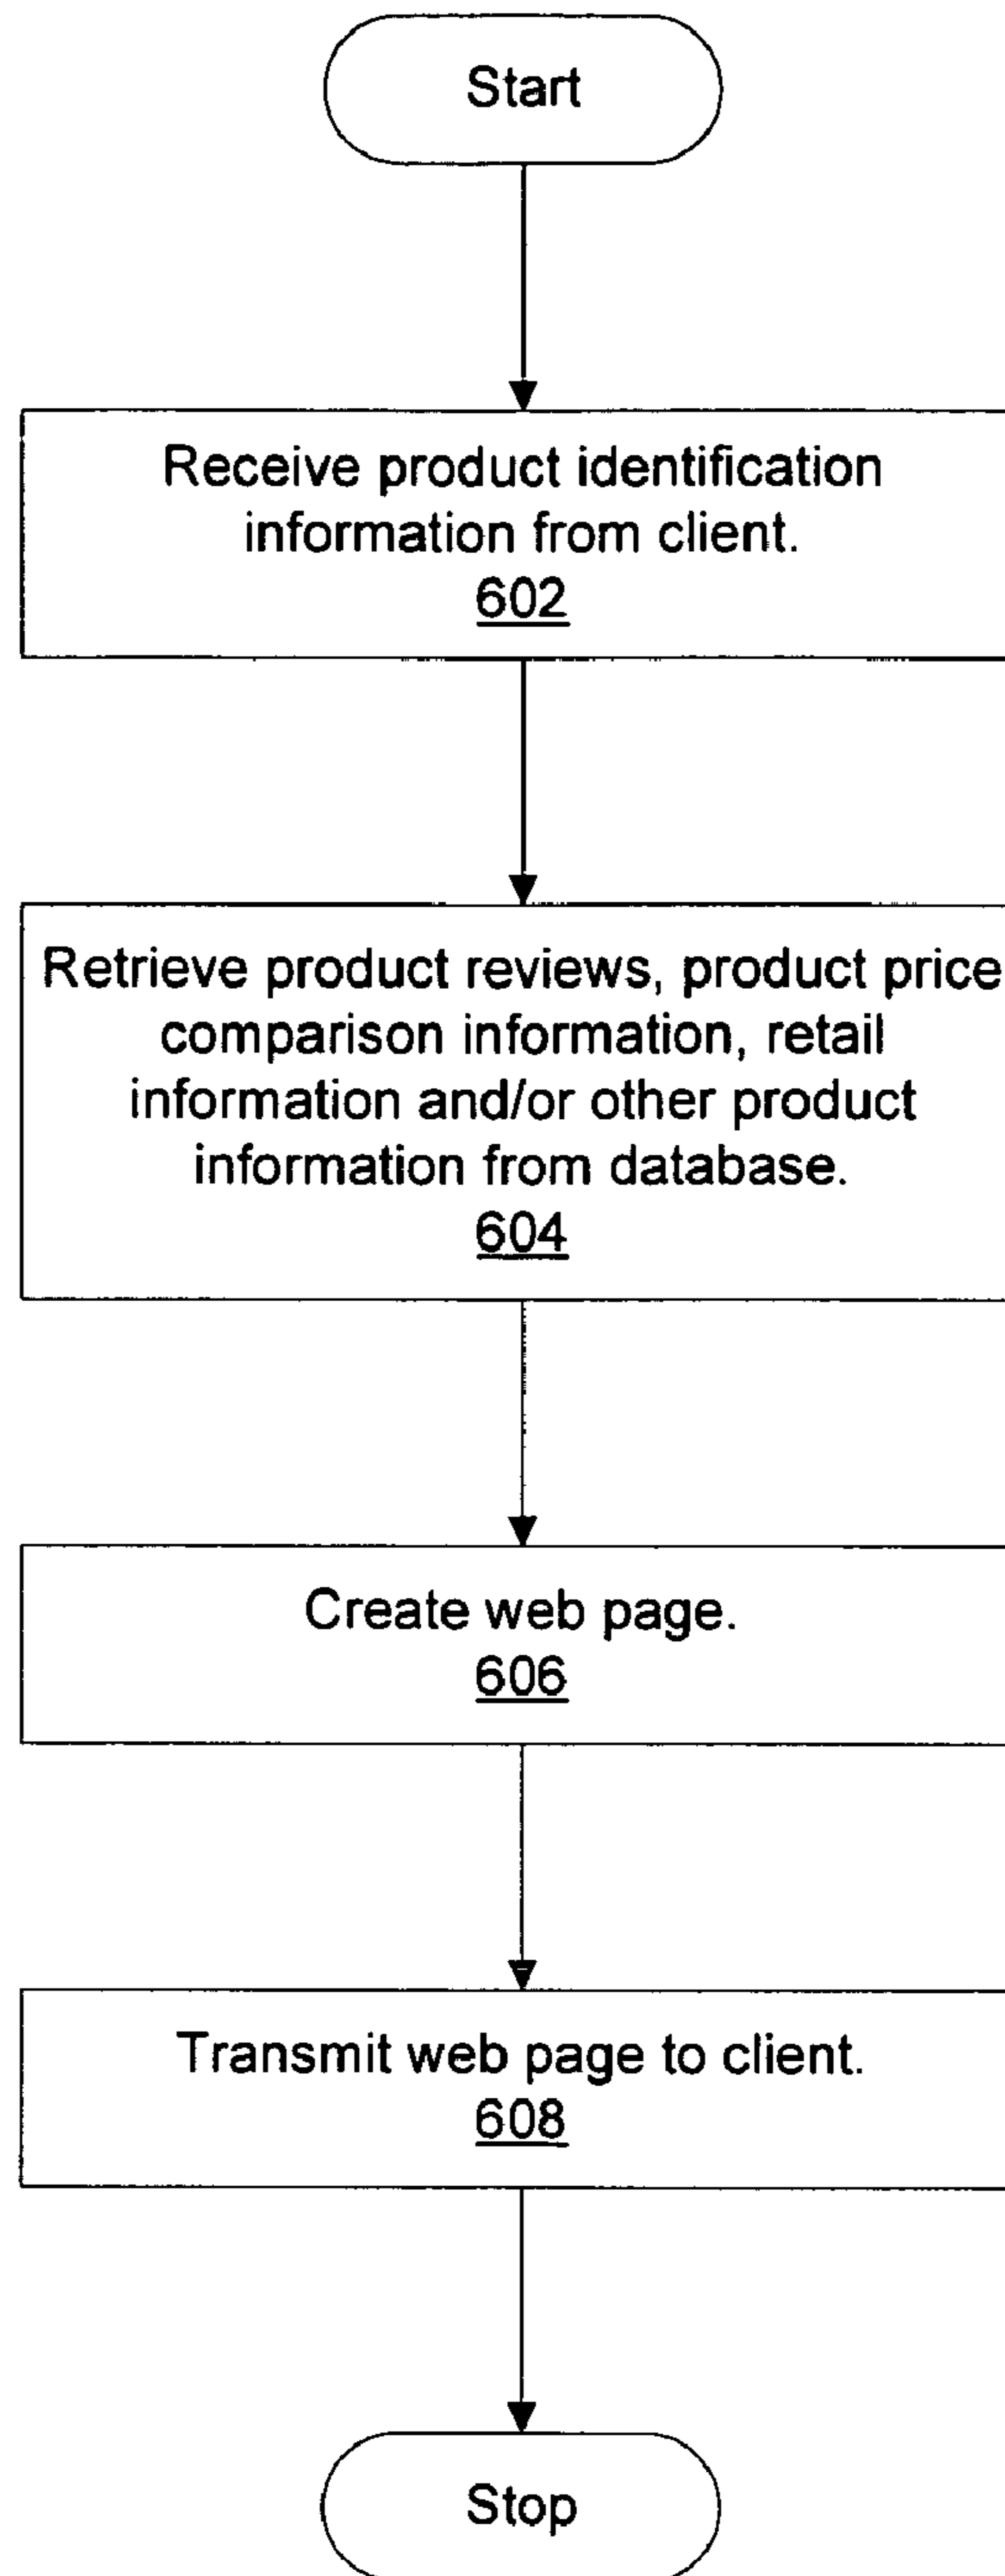 Start
Receive product identification
information from client.
602
Retrieve product reviews, product price
comparison information, retail
information and/or other product
information from database.
604
Create web page.
606
Transmit web page to client.
608
Stop